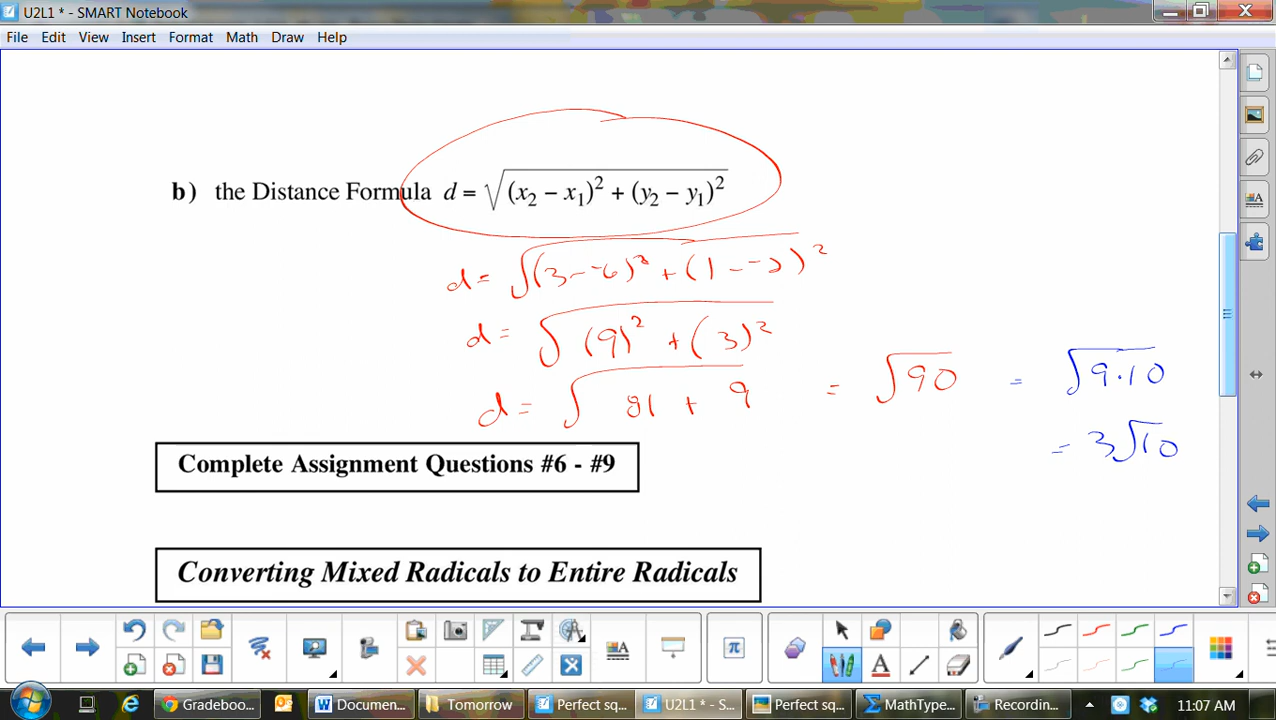 U2L1 * - SMART Notebook
File Edit View Insert Format Math Draw Help
b) the Distance Formula d = √(x₂ − x₁)² + (y₂ − y₁)²
d = √(3 - -6)² + (1 - -2)²
d = √(9)² + (3)²
d = √81 + 9 = √90 = √9·10
= 3√10
Complete Assignment Questions #6 - #9
Converting Mixed Radicals to Entire Radicals
π
A
Gradeboo... Documen... Tomorrow Perfect sq... U2L1 * - S... Perfect sq... MathType... Recordin... 11:07 AM